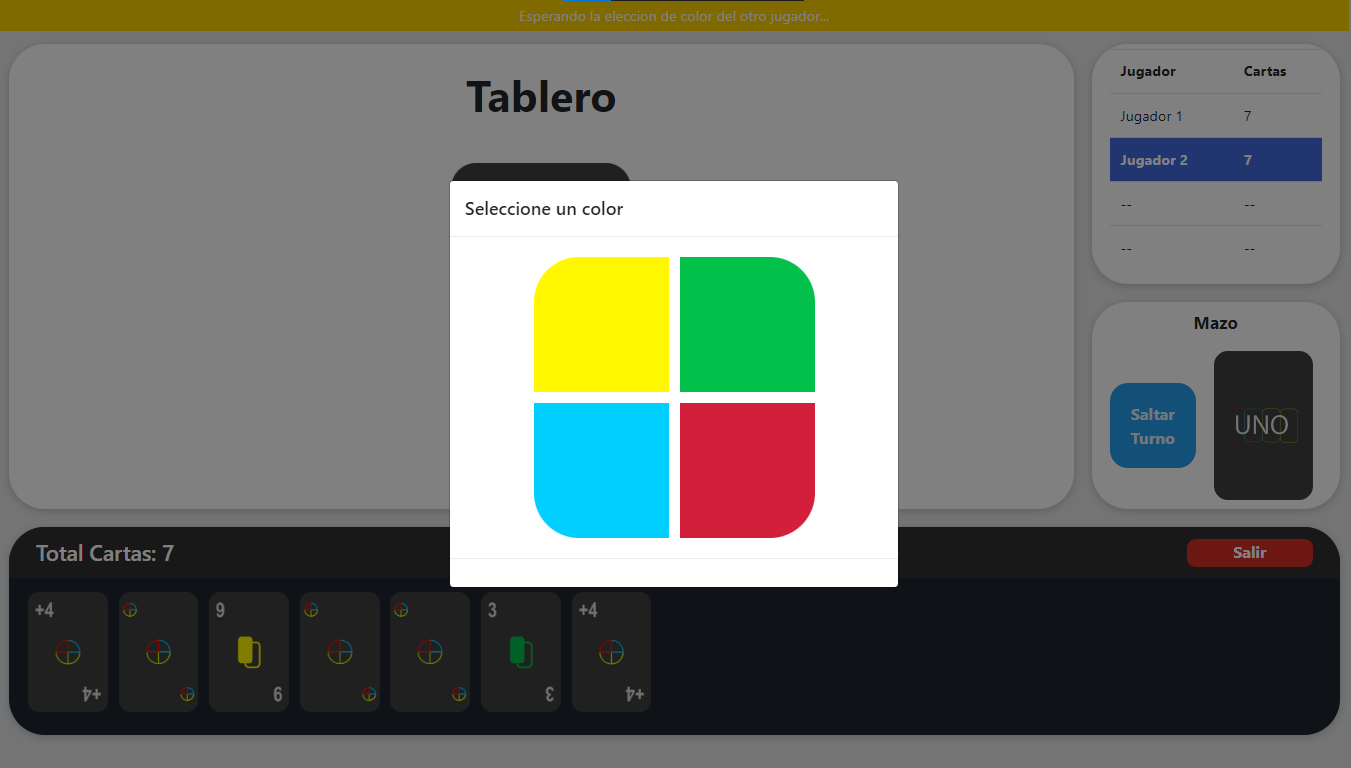 Esperando la eleccion de color del otro jugador...
Tablero
Seleccione un color
Jugador Cartas
Jugador 1 7
Jugador 2 7
-- --
-- --
Mazo
Saltar
Turno
UNO
Total Cartas: 7
Salir
+4 9 3 +4
+4 9 3 +4